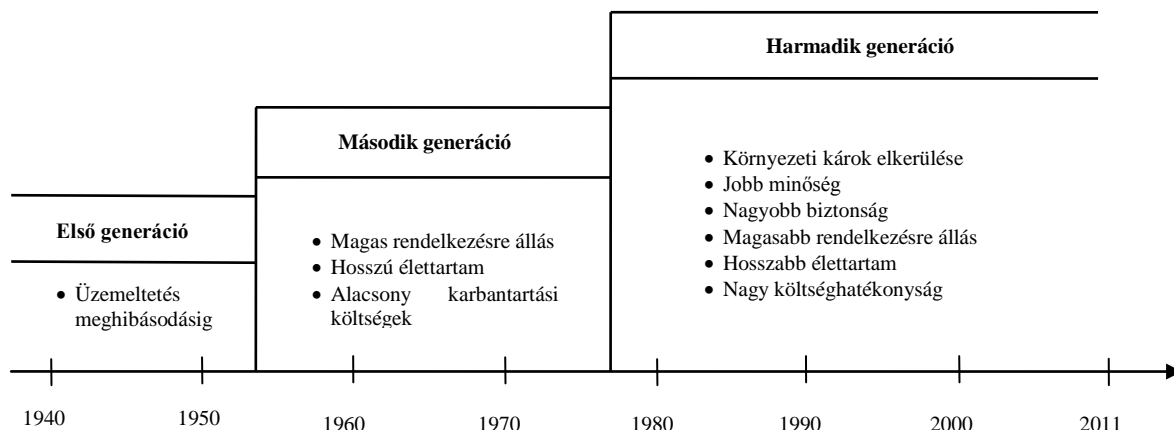 Első generáció
• Üzemeltetés
meghibásodásig
Második generáció
• Magas rendelkezésre állás
• Hosszú élettartam
• Alacsony karbantartási
költségek
Harmadik generáció
• Környezeti károk elkerülése
• Jobb minőség
• Nagyobb biztonság
• Magasabb rendelkezésre állás
• Hosszabb élettartam
• Nagy költséghatékonyság
1940 1950 1960 1970 1980 1990 2000 2011